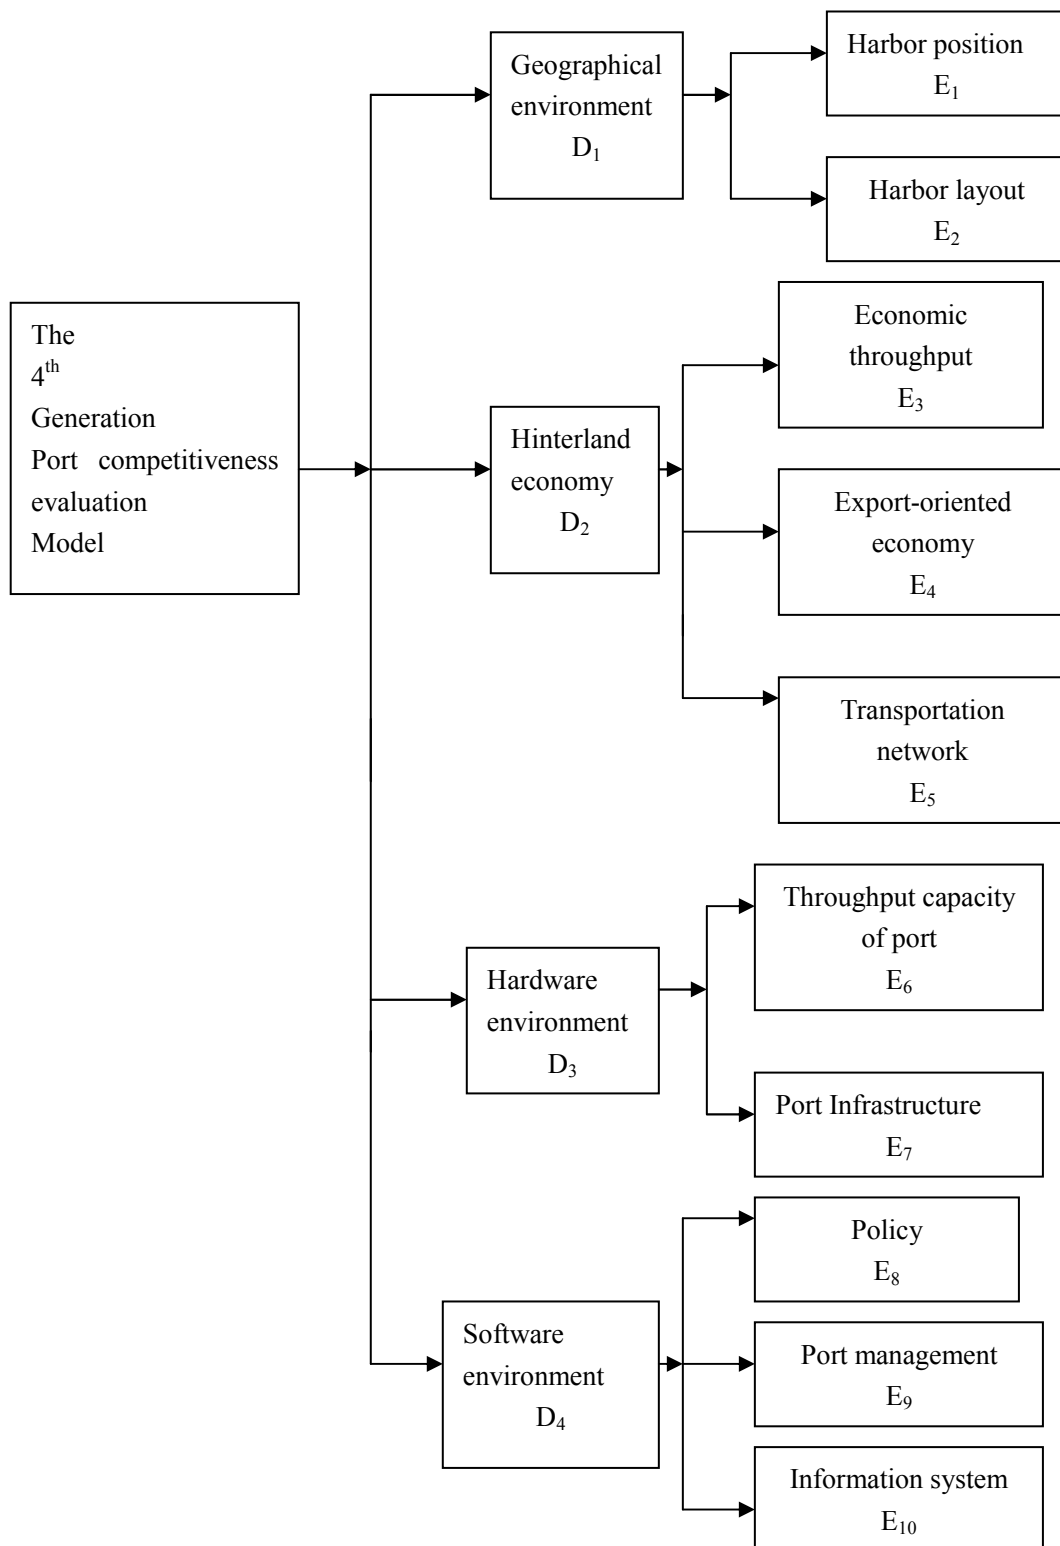 The
4th
Generation
Port competitiveness
evaluation
Model
Geographical
environment
D1
Harbor position
E1
Harbor layout
E2
Hinterland
economy
D2
Economic
throughput
E3
Export-oriented
economy
E4
Transportation
network
E5
Hardware
environment
D3
Throughput capacity
of port
E6
Port Infrastructure
E7
Software
environment
D4
Policy
E8
Port management
E9
Information system
E10